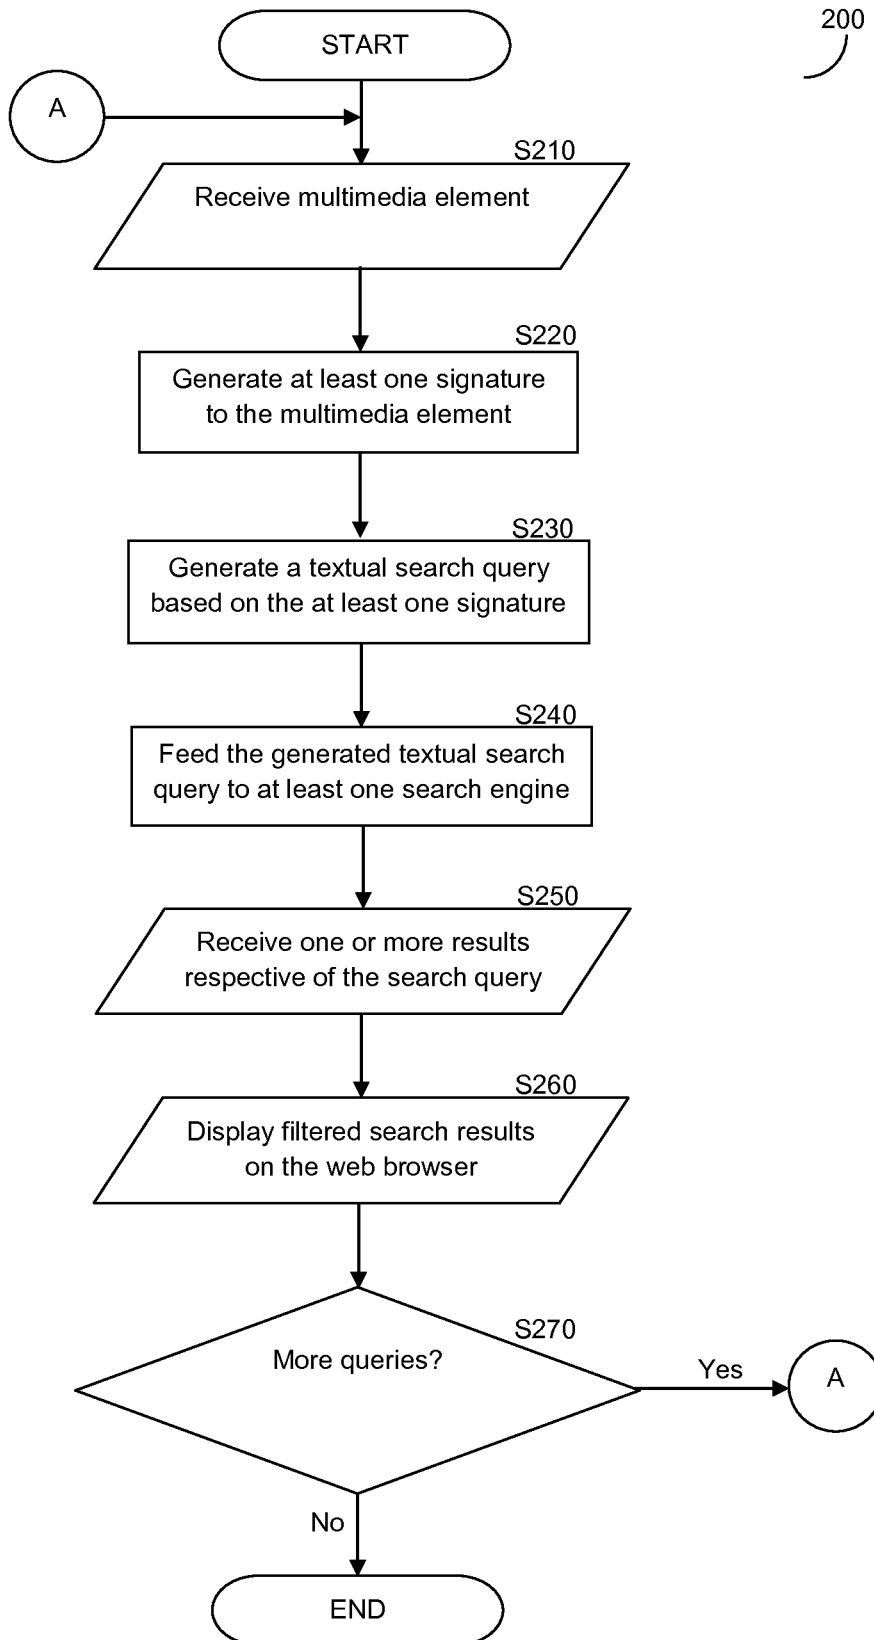 200
START
A
S210
Receive multimedia element
S220
Generate at least one signature
to the multimedia element
S230
Generate a textual search query
based on the at least one signature
S240
Feed the generated textual search
query to at least one search engine
S250
Receive one or more results
respective of the search query
S260
Display filtered search results
on the web browser
S270
More queries?
Yes
A
No
END